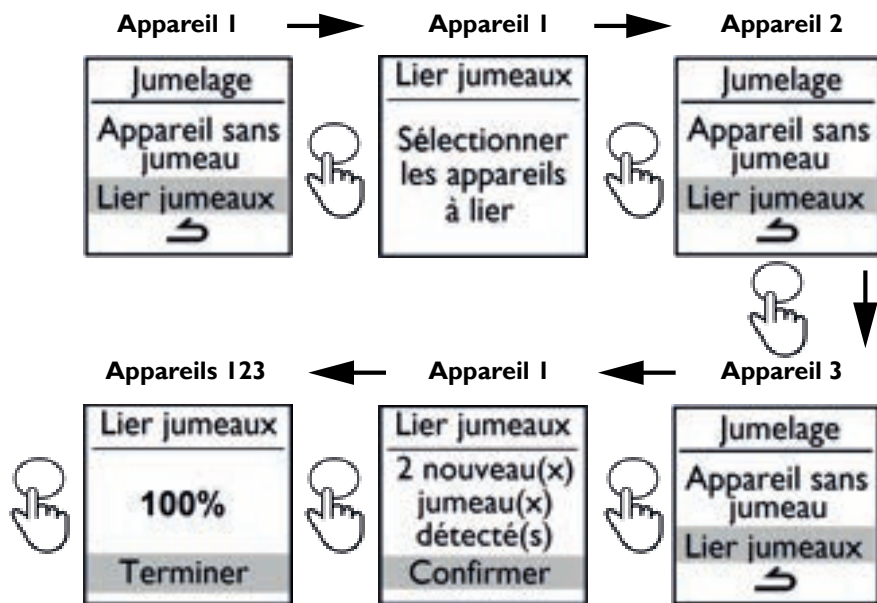 Appareil 1
Appareil 1
Appareil 2
Jumelage
Appareil sans
jumeau
Lier jumeaux
Lier jumeaux
Sélectionner
les appareils
à lier
Jumelage
Appareil sans
jumeau
Lier jumeaux
Appareil 3
Jumelage
Appareil sans
jumeau
Lier jumeaux
Appareil 1
Lier jumeaux
2 nouveau(x)
jumeau(x)
détecté(s)
Confirmer
Appareils 123
Lier jumeaux
100%
Terminer